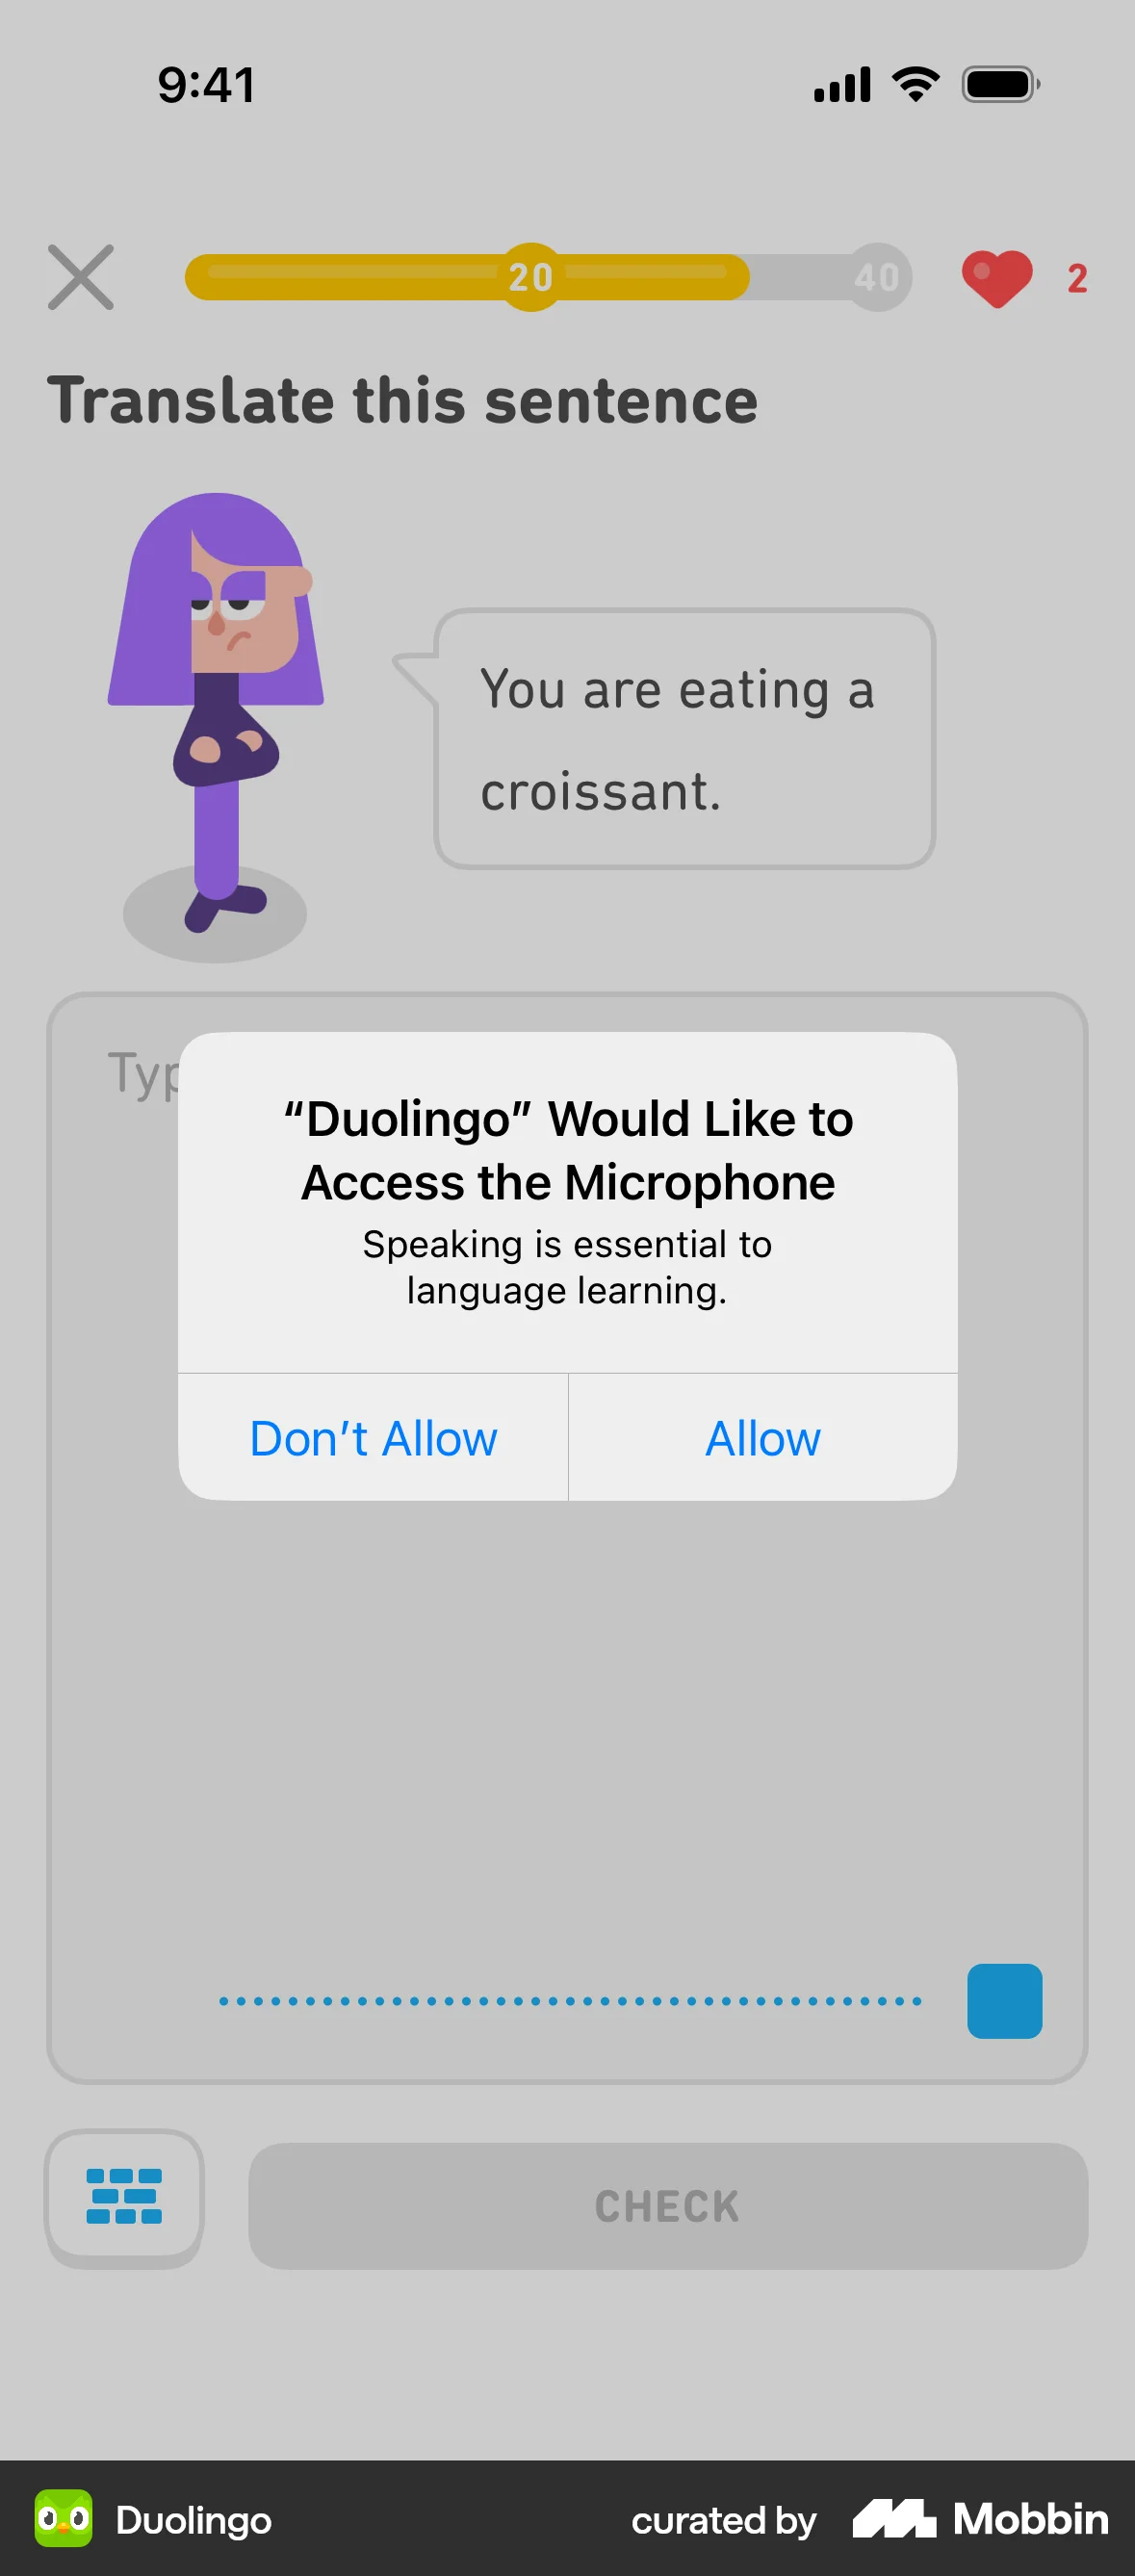 9:41
20
40
2
Translate this sentence
You are eating a
croissant.
Typ
“Duolingo” Would Like to
Access the Microphone
Speaking is essential to
language learning.
Don’t Allow
Allow
CHECK
Duolingo
curated by
Mobbin